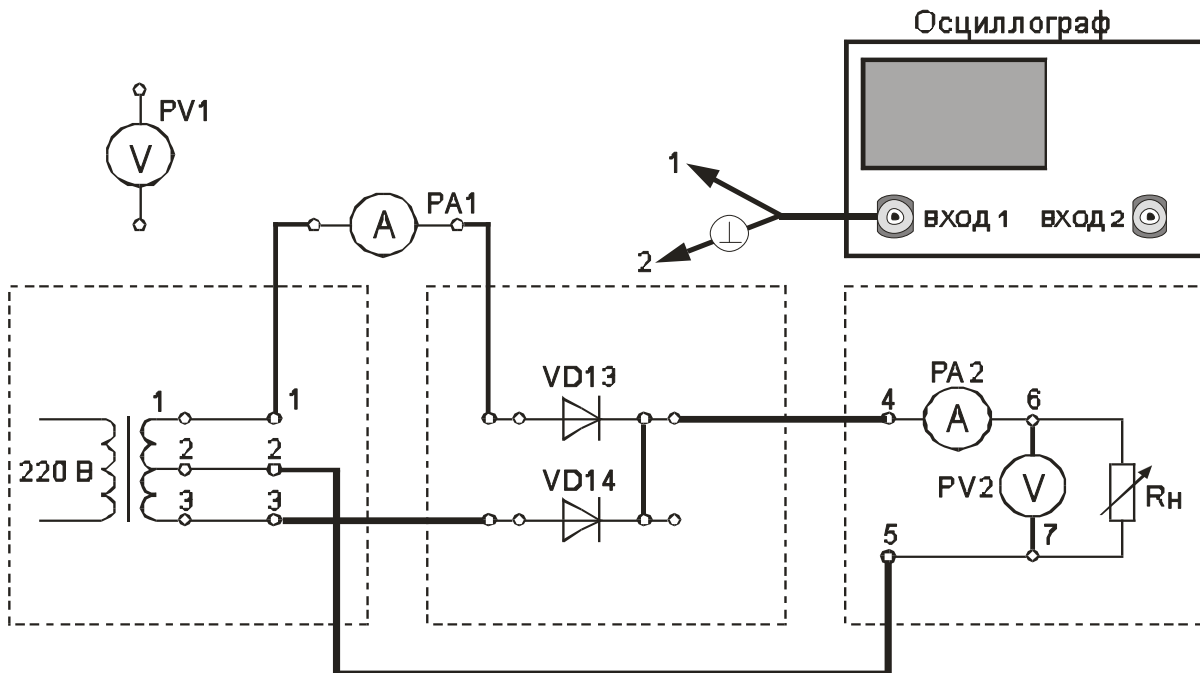 Осциллограф
PV1
V
1
PA1
A
ВХОД 1
ВХОД 2
⊥
2
VD13
PA2
1
1
4
A
6
220 В
2
2
VD14
PV2
V
Rн
3
3
5
7